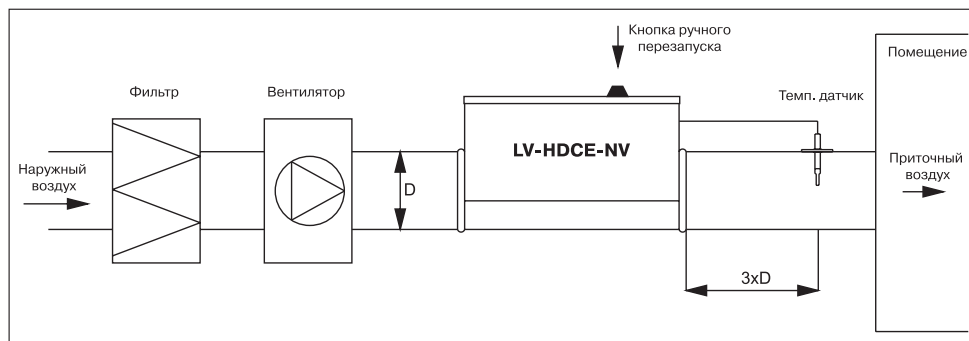 Кнопка ручного
перезапуска
Помещение
Фильтр
Вентилятор
Темп. датчик
LV-HDCE-NV
Наружный
воздух
D
Приточный
воздух
3xD